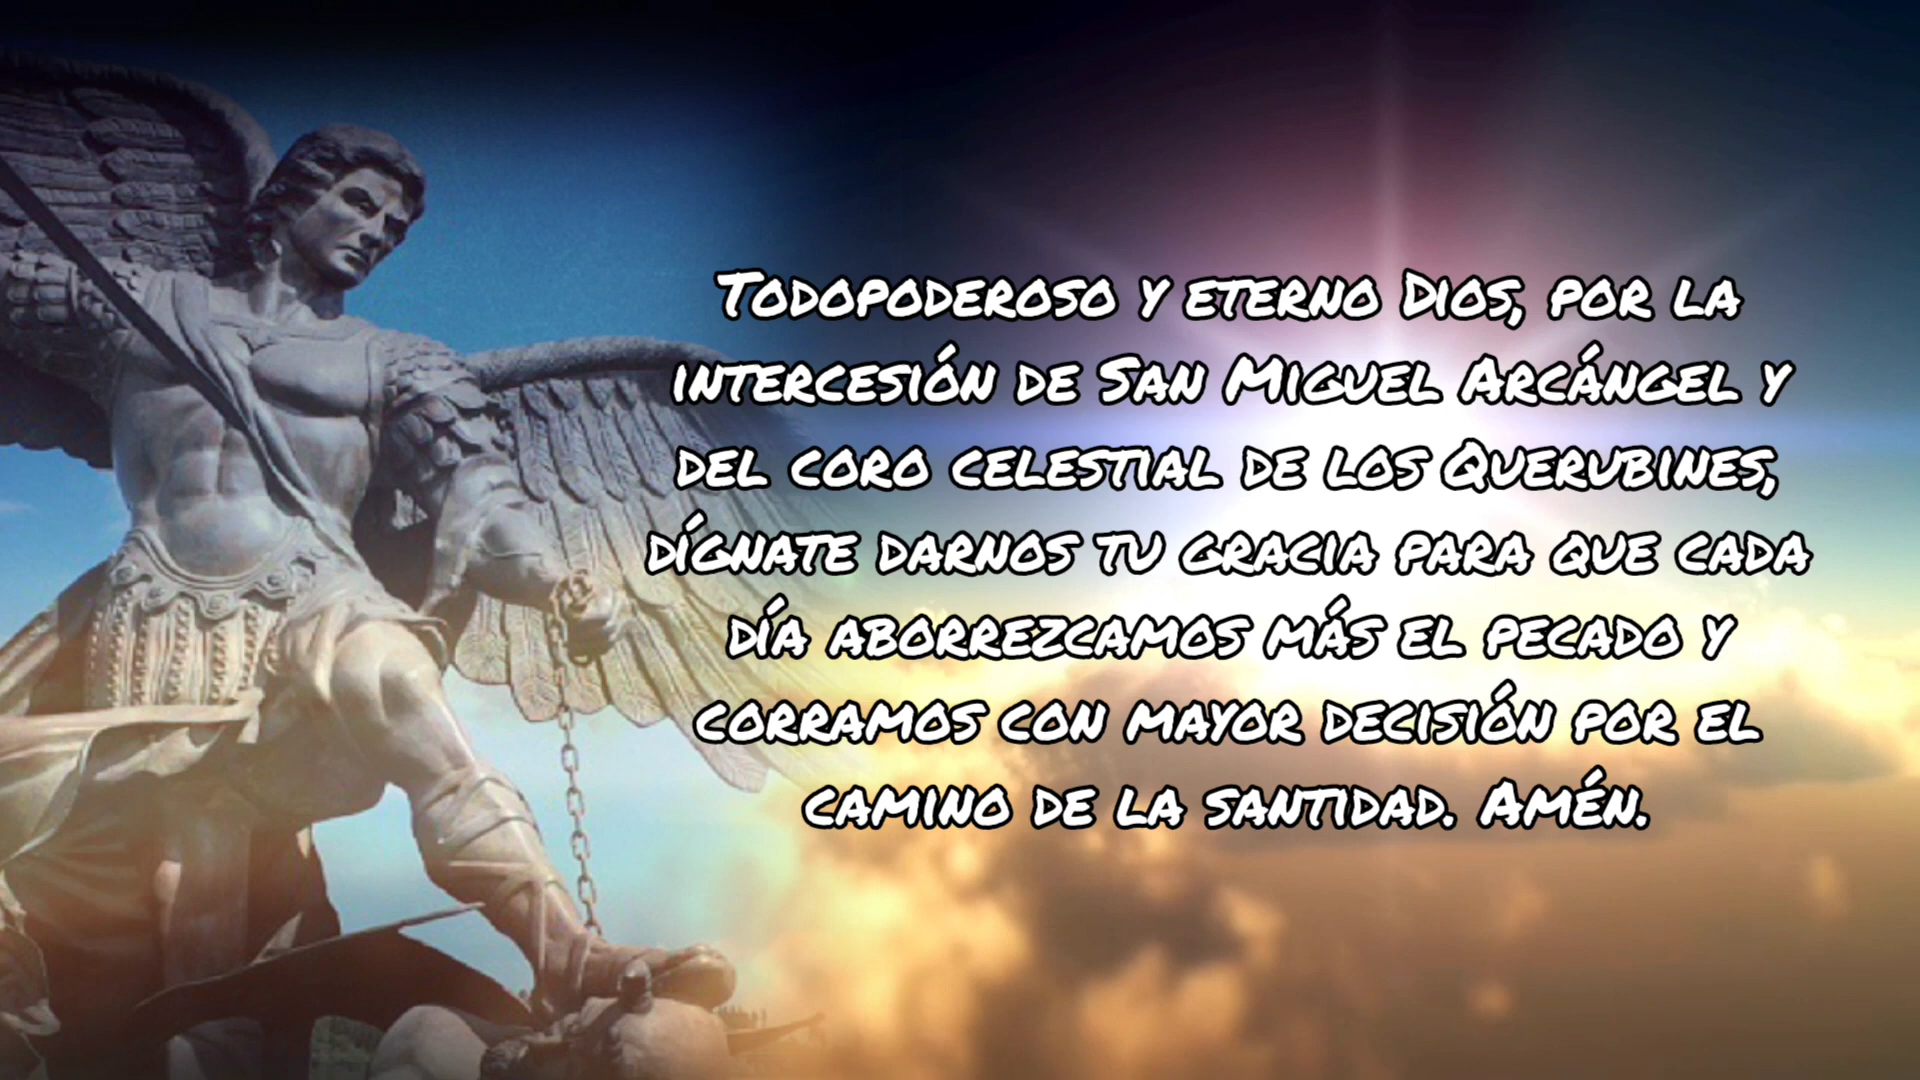 Todopoderoso y eterno Dios, por la
intercesión de San Miguel Arcángel y
del coro celestial de los Querubines,
dígnate darnos tu gracia para que cada
día aborrezcamos más el pecado y
corramos con mayor decisión por el
camino de la santidad. Amén.